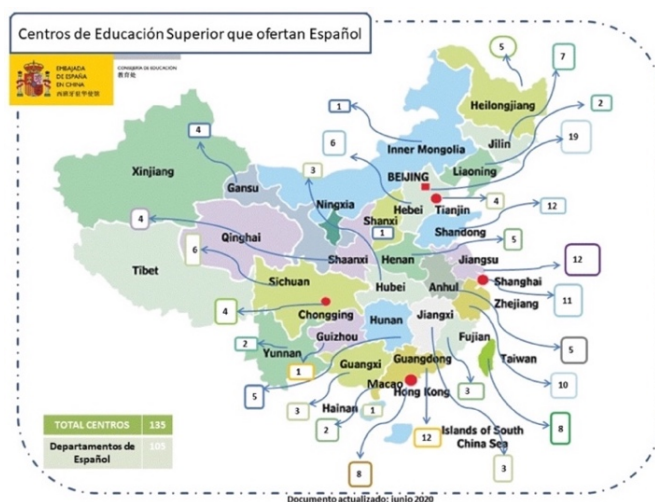 Centros de Educación Superior que ofertan Español
EMBAJADA
DE ESPAÑA
EN CHINA
CONSEJERÍA DE EDUCACIÓN
教育处
5
7
Heilongjiang
2
1
19
4
6
Jilin
Inner Mongolia
Xinjiang
3
BEIJING
Liaoning
Gansu
Ningxia
Hebei
Tianjin
4
12
Shanxi
Shandong
4
1
Qinghai
Henan
5
Jiangsu
12
6
Shaanxi
Tibet
Sichuan
Hubei
Anhui
Shanghai
Zhejiang
11
4
Chongqing
Hunan
Jiangxi
2
Guizhou
Fujian
5
Yunnan
Guangxi
Guangdong
Taiwan
1
Macao
10
5
Hong Kong
3
3
Hainan
1
TOTAL CENTROS 135
2
12
Islands of South
China Sea
8
Departamentos de
Español
105
8
3
Documento actualizado: junio 2020